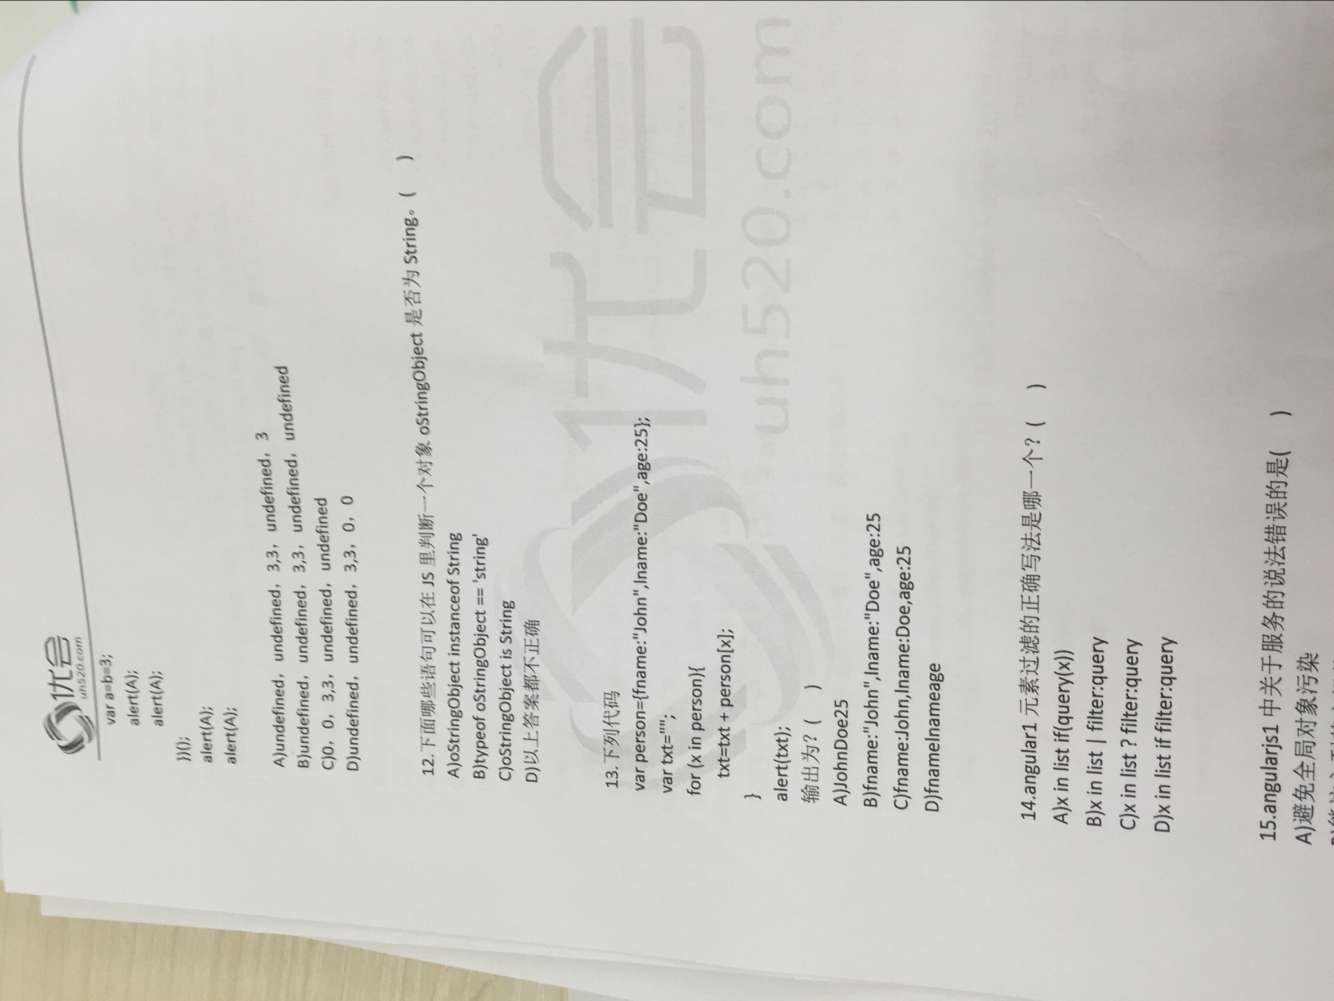 优会
uh520.com
var a=b=3;
alert(A);
alert(A);
})();
alert(A);
alert(A);
A)undefined，undefined，3,3，undefined，3
B)undefined，undefined，3,3，undefined，undefined
C)0，0，3,3，undefined，undefined
D)undefined，undefined，3,3，0，0
12.下面哪些语句可以在 JS 里判断一个对象 oStringObject 是否为 String。(    )
A)oStringObject instanceof String
B)typeof oStringObject == 'string'
C)oStringObject is String
D)以上答案都不正确
优会
uh520.com
13.下列代码
var person={fname:"John",lname:"Doe",age:25};
var txt="";
for (x in person){
txt=txt + person[x];
}
alert(txt);
输出为？(    )
A)JohnDoe25
B)fname:"John",lname:"Doe",age:25
C)fname:John,lname:Doe,age:25
D)fnamelnameage
14.angular1 元素过滤的正确写法是哪一个？(    )
A)x in list if(query(x))
B)x in list | filter:query
C)x in list ? filter:query
D)x in list if filter:query
15.angularjs1 中关于服务的说法错误的是(    )
A)避免全局对象污染